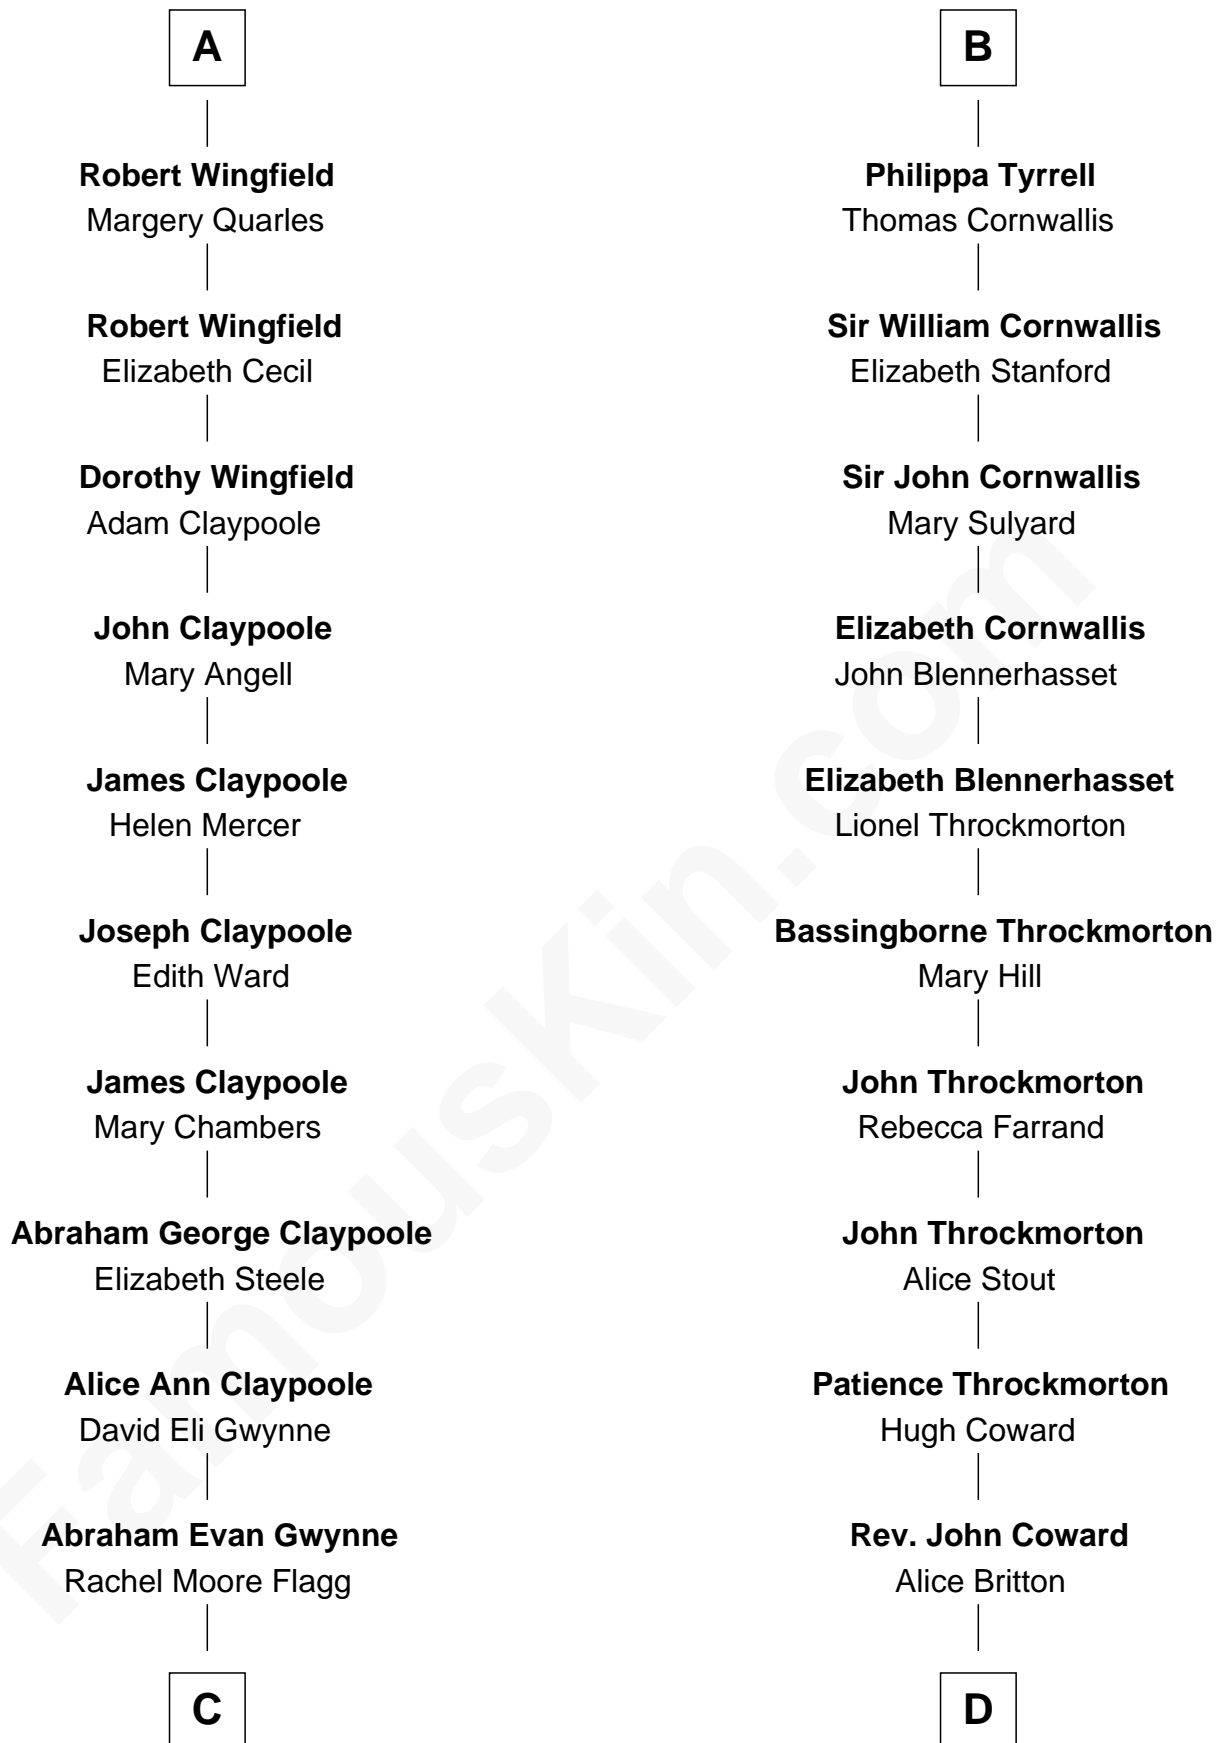 A
Robert Wingfield
Margery Quarles
Robert Wingfield
Elizabeth Cecil
Dorothy Wingfield
Adam Claypoole
John Claypoole
Mary Angell
James Claypoole
Helen Mercer
Joseph Claypoole
Edith Ward
James Claypoole
Mary Chambers
Abraham George Claypoole
Elizabeth Steele
Alice Ann Claypoole
David Eli Gwynne
Abraham Evan Gwynne
Rachel Moore Flagg
C
B
Philippa Tyrrell
Thomas Cornwallis
Sir William Cornwallis
Elizabeth Stanford
Sir John Cornwallis
Mary Sulyard
Elizabeth Cornwallis
John Blennerhasset
Elizabeth Blennerhasset
Lionel Throckmorton
Bassingborne Throckmorton
Mary Hill
John Throckmorton
Rebecca Farrand
John Throckmorton
Alice Stout
Patience Throckmorton
Hugh Coward
Rev. John Coward
Alice Britton
D
FamousKin.com